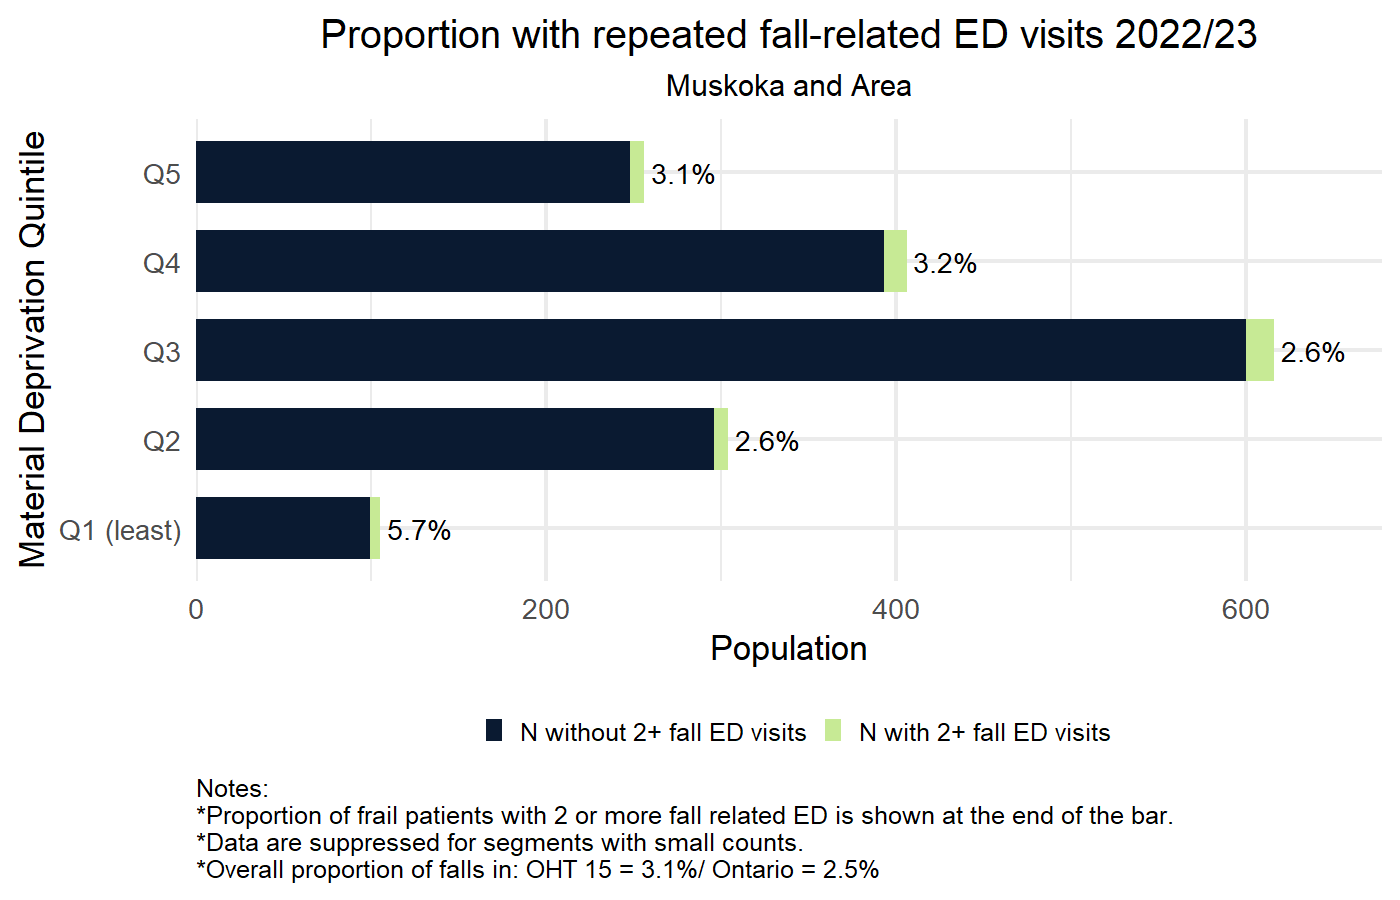 Proportion with repeated fall-related ED visits 2022/23
Muskoka and Area
Material Deprivation Quintile
Q5
3.1%
Q4
3.2%
Q3
2.6%
Q2
2.6%
Q1 (least)
5.7%
0
200
400
600
Population
N without 2+ fall ED visits
N with 2+ fall ED visits
Notes:
*Proportion of frail patients with 2 or more fall related ED is shown at the end of the bar.
*Data are suppressed for segments with small counts.
*Overall proportion of falls in: OHT 15 = 3.1%/ Ontario = 2.5%